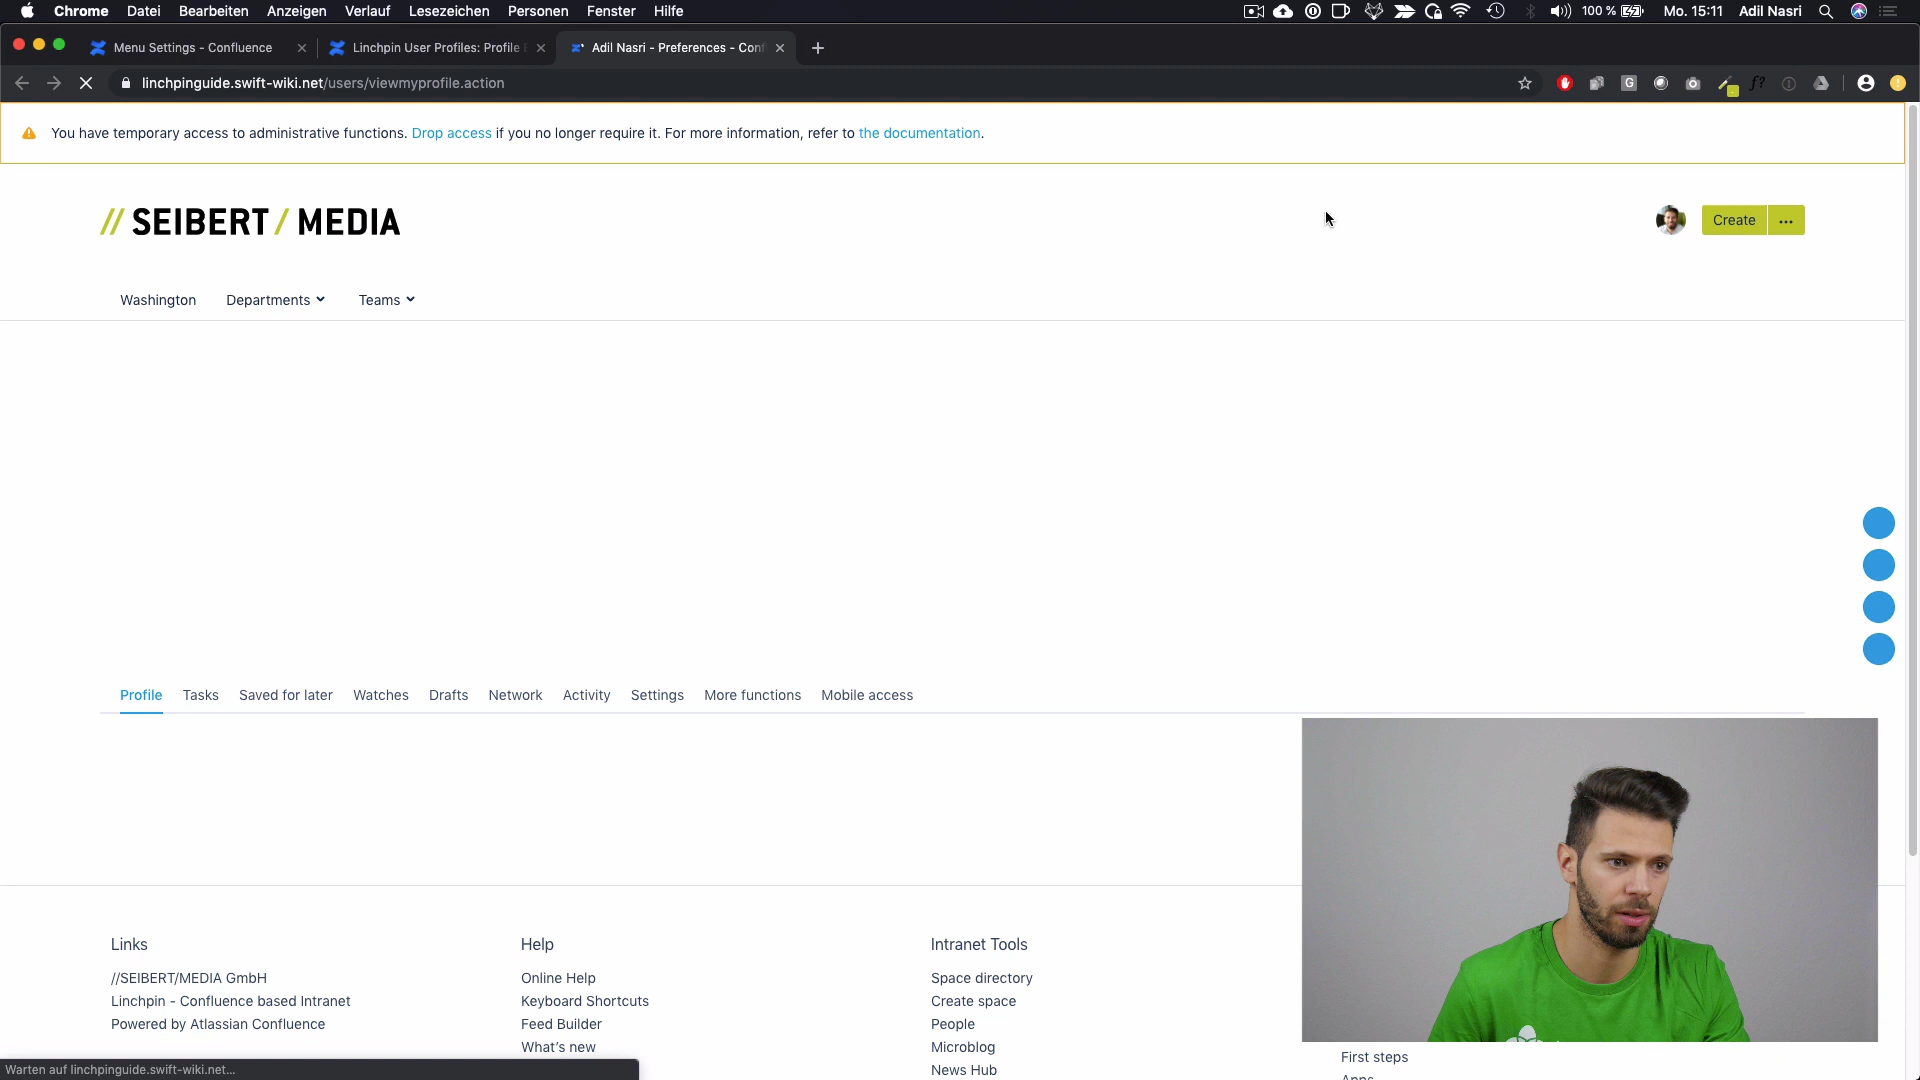 Chrome Datei Bearbeiten Anzeigen Verlauf Lesezeichen Personen Fenster Hilfe 100 % Mo. 15:11 Adil Nasri
Menu Settings - Confluence Linchpin User Profiles: Profile Adil Nasri - Preferences - Conf
linchpinguide.swift-wiki.net/users/viewmyprofile.action
You have temporary access to administrative functions. Drop access if you no longer require it. For more information, refer to the documentation.
// SEIBERT / MEDIA
Create ...
Washington Departments Teams
Profile Tasks Saved for later Watches Drafts Network Activity Settings More functions Mobile access
Links
//SEIBERT/MEDIA GmbH
Linchpin - Confluence based Intranet
Powered by Atlassian Confluence
Help
Online Help
Keyboard Shortcuts
Feed Builder
What's new
Intranet Tools
Space directory
Create space
People
Microblog
News Hub
First steps
Apps
Warten auf linchpinguide.swift-wiki.net...